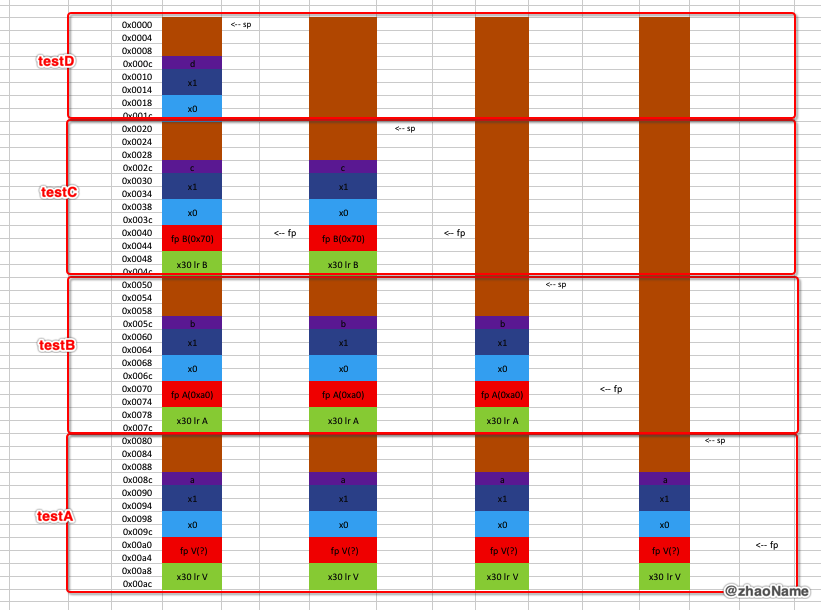 0x0000 <-- sp
0x0004
0x0008
testD 0x000c d
0x0010 x1
0x0014
0x0018 x0
0x001c
0x0020 <-- sp
0x0024
0x0028
0x002c c c
testC 0x0030 x1 x1
0x0034
0x0038 x0 x0
0x003c
0x0040 fp B(0x70) <-- fp fp B(0x70) <-- fp
0x0044
0x0048 x30 lr B x30 lr B
0x004c
0x0050 <-- sp
0x0054
0x0058
0x005c b b b
testB 0x0060 x1 x1 x1
0x0064
0x0068 x0 x0 x0
0x006c
0x0070 fp A(0xa0) fp A(0xa0) fp A(0xa0) <-- fp
0x0074
0x0078 x30 lr A x30 lr A x30 lr A
0x007c
0x0080 <-- sp
0x0084
0x0088
0x008c a a a a
0x0090 x1 x1 x1 x1
0x0094
testA 0x0098 x0 x0 x0 x0
0x009c
0x00a0 fp V(?) fp V(?) fp V(?) fp V(?) <-- fp
0x00a4
0x00a8 x30 lr V x30 lr V x30 lr V x30 lr V
0x00ac
@zhaoName